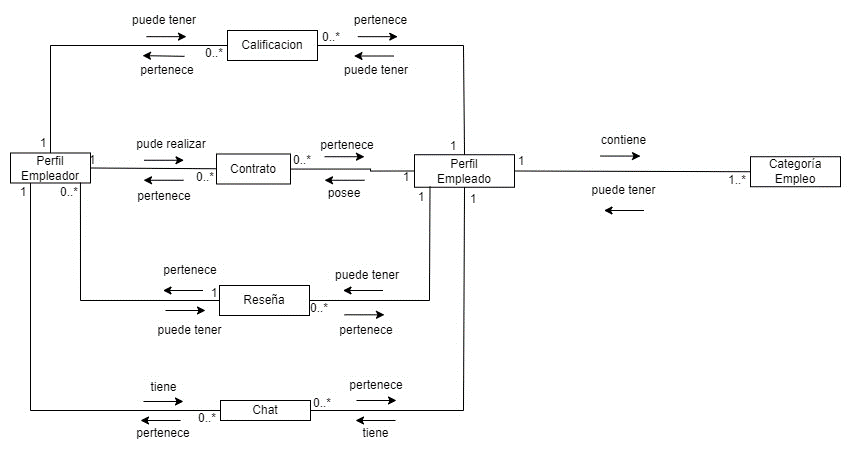 puede tener
pertenece
0..*
Calificacion
0..*
pertenece
puede tener
1
1
pude realizar
pertenece
contiene
Perfil
Empleador
1
0..*
Contrato
0..*
1
Perfil
Empleado
1
1..*
Categoría
Empleo
1
0..*
pertenece
posee
1
1
puede tener
pertenece
puede tener
1
Reseña
0..*
puede tener
pertenece
tiene
pertenece
0..*
Chat
0..*
pertenece
tiene